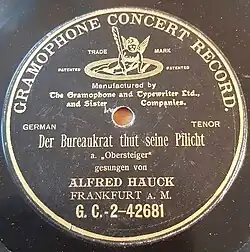 GRAMOPHONE CONCERT RECORD.
TRADE MARK
PATENTED PATENTED
Manufactured by
The Gramophone and Typewriter Ltd.,
and Sister Companies.
GERMAN TENOR
Der Bureaukrat thut seine Pilicht
a. „Obersteiger"
gesungen von
ALFRED HAUCK
FRANKFURT A. M.
G. C.-2-42681